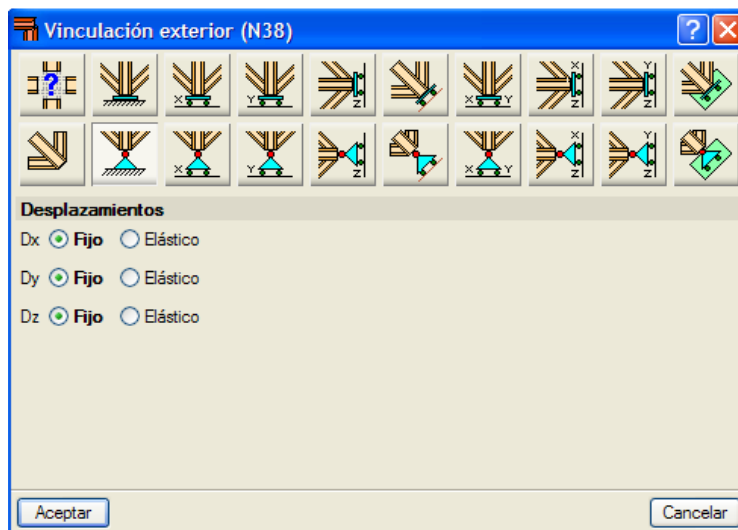 Vinculación exterior (N38)
?
? X Y Z X Z Y Z
X Y Z X Y X Z Y Z
Desplazamientos
Dx Fijo Elástico
Dy Fijo Elástico
Dz Fijo Elástico
Aceptar Cancelar